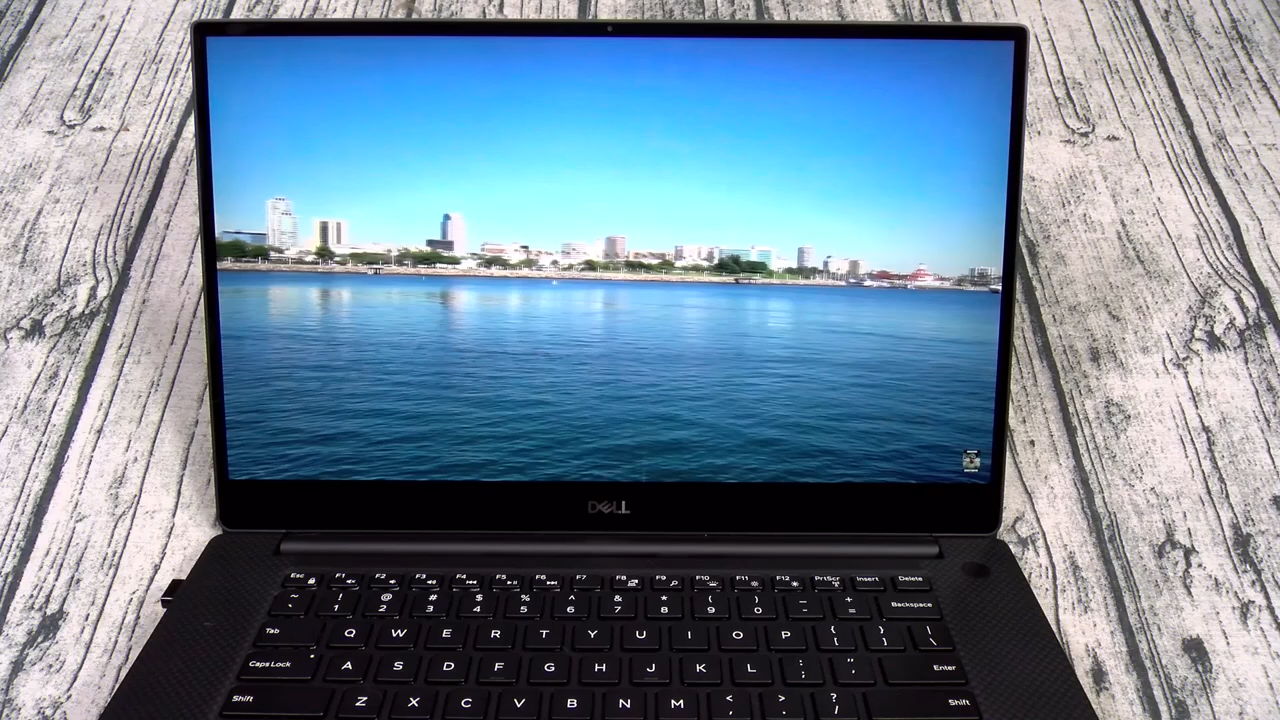 DELL
Esc F1 F2 F3 F4 F5 F6 F7 F8 F9 F10 F11 F12 PrtScr Insert Delete
~ ! @ # $ % ^ & * ( ) _ +
` 1 2 3 4 5 6 7 8 9 0 - = Backspace
Tab Q W E R T Y U I O P { [ } ] | \
Caps Lock A S D F G H J K L : ; " ' Enter
Shift Z X C V B N M < , > . ? / Shift